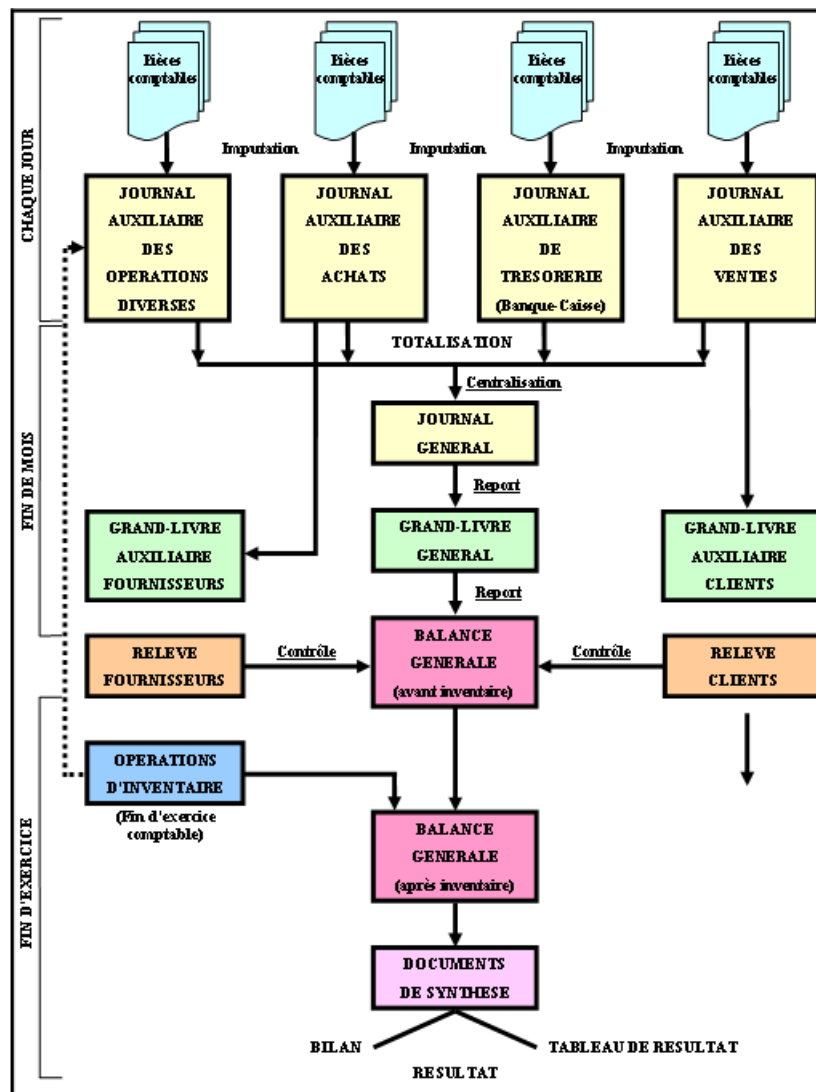 Pièces
comptables
Pièces
comptables
Pièces
comptables
Pièces
comptables
CHAQUE JOUR
Imputation
Imputation
Imputation
JOURNAL
AUXILIAIRE
DES
OPERATIONS
DIVERSES
JOURNAL
AUXILIAIRE
DES
ACHATS
JOURNAL
AUXILIAIRE
DE
TRESORERIE
(Banque-Caisse)
JOURNAL
AUXILIAIRE
DES
VENTES
FIN DE MOIS
TOTALISATION
Centralisation
JOURNAL
GENERAL
Report
GRAND-LIVRE
AUXILIAIRE
FOURNISSEURS
GRAND-LIVRE
GENERAL
GRAND-LIVRE
AUXILIAIRE
CLIENTS
Report
RELEVE
FOURNISSEURS
Contrôle
BALANCE
GENERALE
(avant inventaire)
Contrôle
RELEVE
CLIENTS
FIN D'EXERCICE
OPERATIONS
D'INVENTAIRE
(Fin d'exercice
comptable)
BALANCE
GENERALE
(après inventaire)
DOCUMENTS
DE SYNTHESE
BILAN
TABLEAU DE RESULTAT
RESULTAT